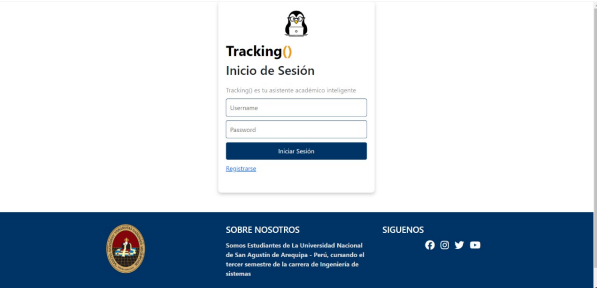 Tracking()
Inicio de Sesión
Tracking() es tu asistente académico inteligente
Username
Password
Iniciar Sesión
Registrarse
SOBRE NOSOTROS
Somos Estudiantes de La Universidad Nacional
de San Agustín de Arequipa - Perú, cursando el
tercer semestre de la carrera de Ingeniería de
sistemas
SIGUENOS